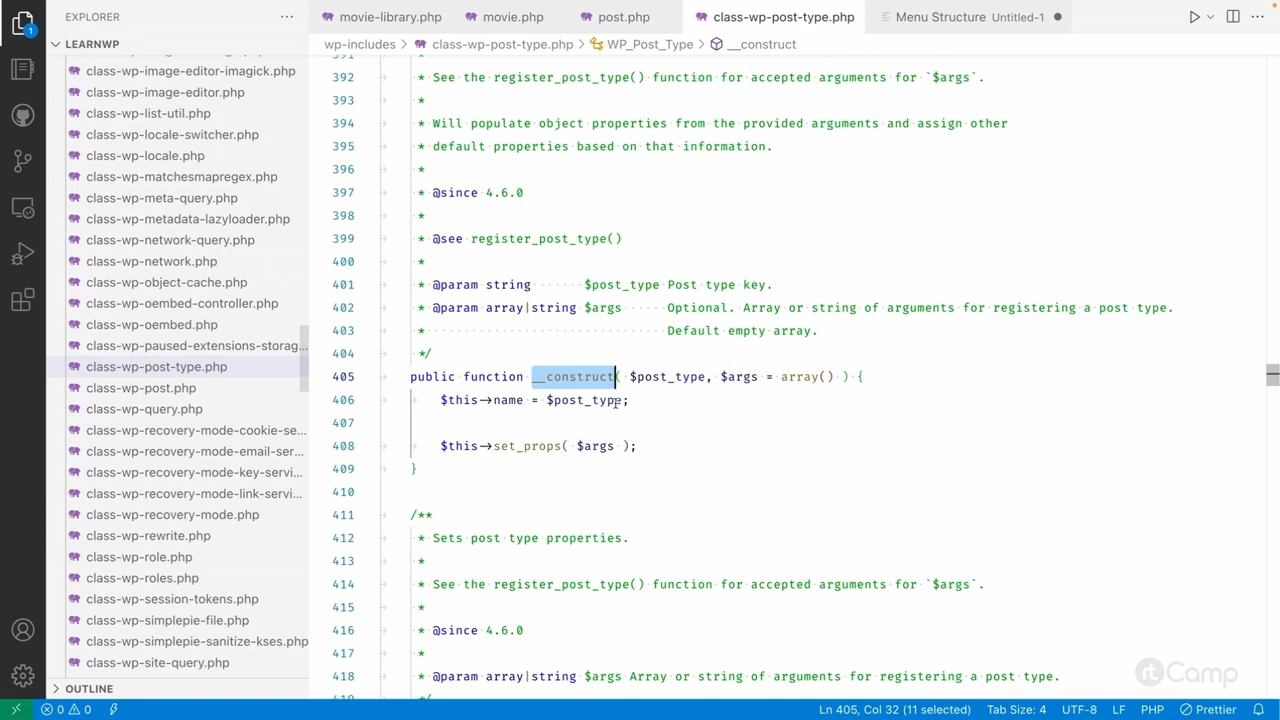 EXPLORER
LEARNWP
class-wp-image-editor-imagick.php
class-wp-image-editor.php
class-wp-list-util.php
class-wp-locale-switcher.php
class-wp-locale.php
class-wp-matchesmapregex.php
class-wp-meta-query.php
class-wp-metadata-lazyloader.php
class-wp-network-query.php
class-wp-network.php
class-wp-object-cache.php
class-wp-oembed-controller.php
class-wp-oembed.php
class-wp-paused-extensions-storag...
class-wp-post-type.php
class-wp-post.php
class-wp-query.php
class-wp-recovery-mode-cookie-se...
class-wp-recovery-mode-email-ser...
class-wp-recovery-mode-key-servi...
class-wp-recovery-mode-link-servi...
class-wp-recovery-mode.php
class-wp-rewrite.php
class-wp-role.php
class-wp-roles.php
class-wp-session-tokens.php
class-wp-simplepie-file.php
class-wp-simplepie-sanitize-kses.php
class-wp-site-query.php
OUTLINE
movie-library.php movie.php post.php class-wp-post-type.php Menu Structure Untitled-1
wp-includes > class-wp-post-type.php > WP_Post_Type > __construct
391 *
392 * See the register_post_type() function for accepted arguments for `$args`.
393 *
394 * Will populate object properties from the provided arguments and assign other
395 * default properties based on that information.
396 *
397 * @since 4.6.0
398 *
399 * @see register_post_type()
400 *
401 * @param string $post_type Post type key.
402 * @param array|string $args Optional. Array or string of arguments for registering a post type.
403 * Default empty array.
404 */
405 public function __construct( $post_type, $args = array() ) {
406 $this->name = $post_type;
407
408 $this->set_props( $args );
409 }
410
411 /**
412 * Sets post type properties.
413 *
414 * See the register_post_type() function for accepted arguments for `$args`.
415 *
416 * @since 4.6.0
417 *
418 * @param array|string $args Array or string of arguments for registering a post type.
419 */
rtCamp
1
0 0 Ln 405, Col 32 (11 selected) Tab Size: 4 UTF-8 LF PHP Prettier